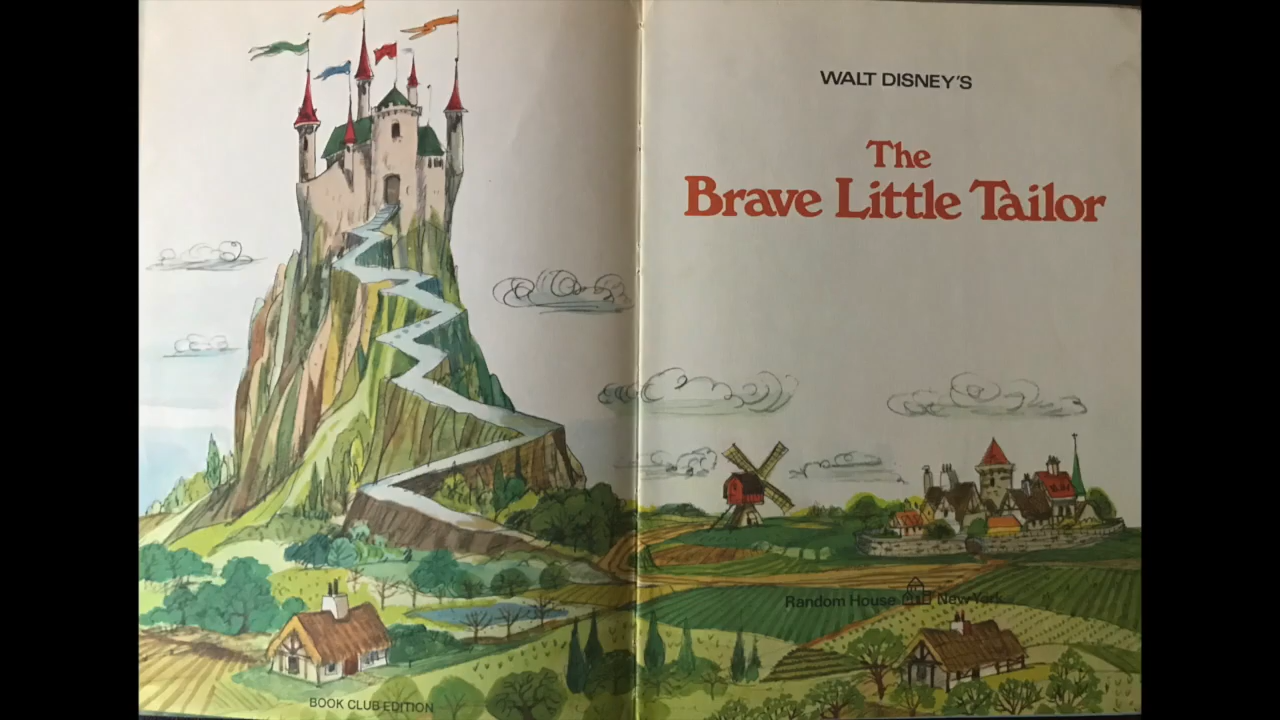 BOOK CLUB EDITION
WALT DISNEY'S
The
Brave Little Tailor
Random House New York